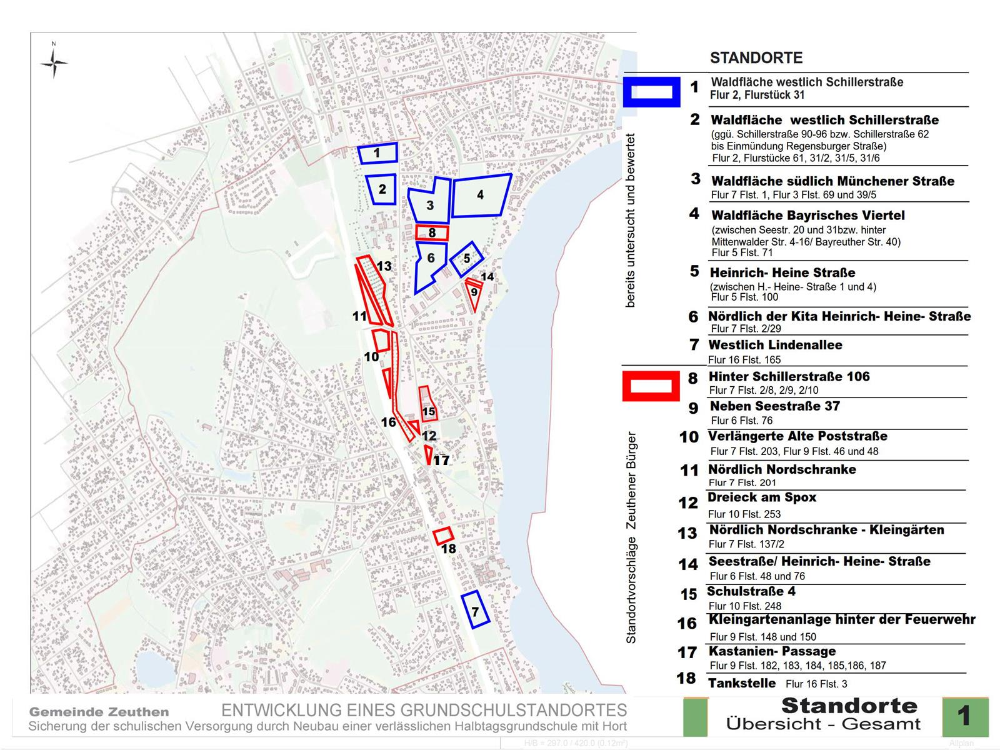 N
1
2
3
4
8
6
5
13
14
9
11
10
15
16
12
17
18
7
STANDORTE
bereits untersucht und bewertet
1 Waldfläche westlich Schillerstraße
Flur 2, Flurstück 31
2 Waldfläche westlich Schillerstraße
(ggü. Schillerstraße 90-96 bzw. Schillerstraße 62
bis Einmündung Regensburger Straße)
Flur 2, Flurstücke 61, 31/2, 31/5, 31/6
3 Waldfläche südlich Münchener Straße
Flur 7 Flst. 1, Flur 3 Flst. 69 und 39/5
4 Waldfläche Bayrisches Viertel
(zwischen Seestr. 20 und 31bzw. hinter
Mittenwalder Str. 4-16/ Bayreuther Str. 40)
Flur 5 Flst. 71
5 Heinrich- Heine Straße
(zwischen H.- Heine- Straße 1 und 4)
Flur 5 Flst. 100
6 Nördlich der Kita Heinrich- Heine- Straße
Flur 7 Flst. 2/29
7 Westlich Lindenallee
Flur 16 Flst. 165
Standortvorschläge Zeuthener Bürger
8 Hinter Schillerstraße 106
Flur 7 Flst. 2/8, 2/9, 2/10
9 Neben Seestraße 37
Flur 6 Flst. 76
10 Verlängerte Alte Poststraße
Flur 7 Flst. 203, Flur 9 Flst. 46 und 48
11 Nördlich Nordschranke
Flur 7 Flst. 201
12 Dreieck am Spox
Flur 10 Flst. 253
13 Nördlich Nordschranke - Kleingärten
Flur 7 Flst. 137/2
14 Seestraße/ Heinrich- Heine- Straße
Flur 6 Flst. 48 und 76
15 Schulstraße 4
Flur 10 Flst. 248
16 Kleingartenanlage hinter der Feuerwehr
Flur 9 Flst. 148 und 150
17 Kastanien- Passage
Flur 9 Flst. 182, 183, 184, 185,186, 187
18 Tankstelle Flur 16 Flst. 3
Gemeinde Zeuthen ENTWICKLUNG EINES GRUNDSCHULSTANDORTES
Sicherung der schulischen Versorgung durch Neubau einer verlässlichen Halbtagsgrundschule mit Hort
Standorte
Übersicht - Gesamt
1
H/B = 297.0 / 420.0 (0.12m²)
Allplan